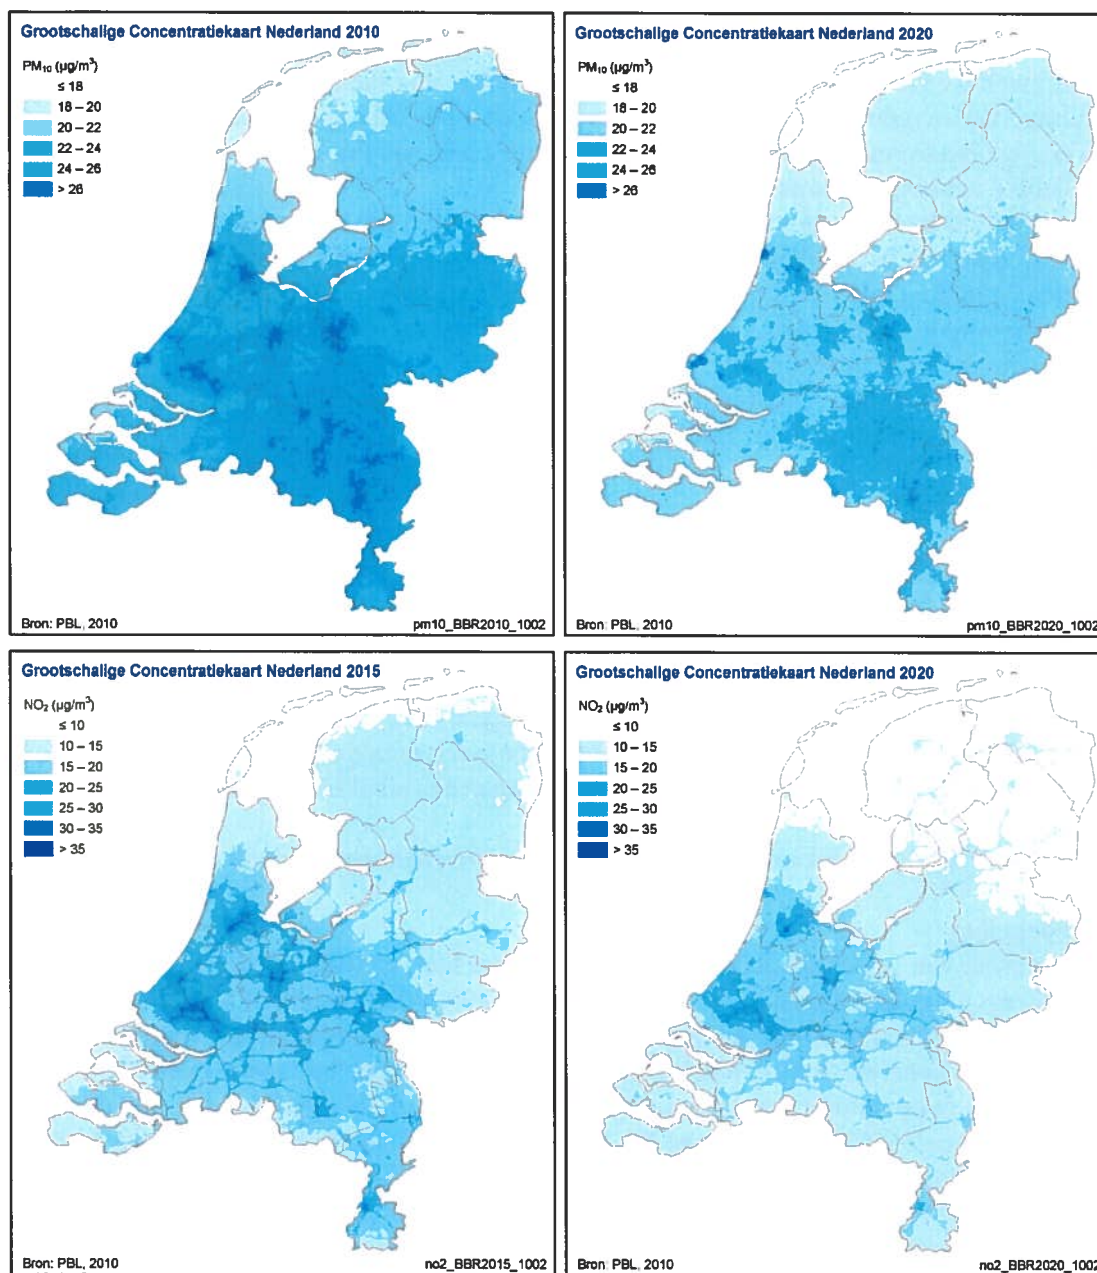 Grootschalige Concentratiekaart Nederland 2010
PM10 (µg/m³)
≤ 18
18 – 20
20 – 22
22 – 24
24 – 26
> 26
Bron: PBL, 2010
pm10_BBR2010_1002
Grootschalige Concentratiekaart Nederland 2020
PM10 (µg/m³)
≤ 18
18 – 20
20 – 22
22 – 24
24 – 26
> 26
Bron: PBL, 2010
pm10_BBR2020_1002
Grootschalige Concentratiekaart Nederland 2015
NO2 (µg/m³)
≤ 10
10 – 15
15 – 20
20 – 25
25 – 30
30 – 35
> 35
Bron: PBL, 2010
no2_BBR2015_1002
Grootschalige Concentratiekaart Nederland 2020
NO2 (µg/m³)
≤ 10
10 – 15
15 – 20
20 – 25
25 – 30
30 – 35
> 35
Bron: PBL, 2010
no2_BBR2020_1002